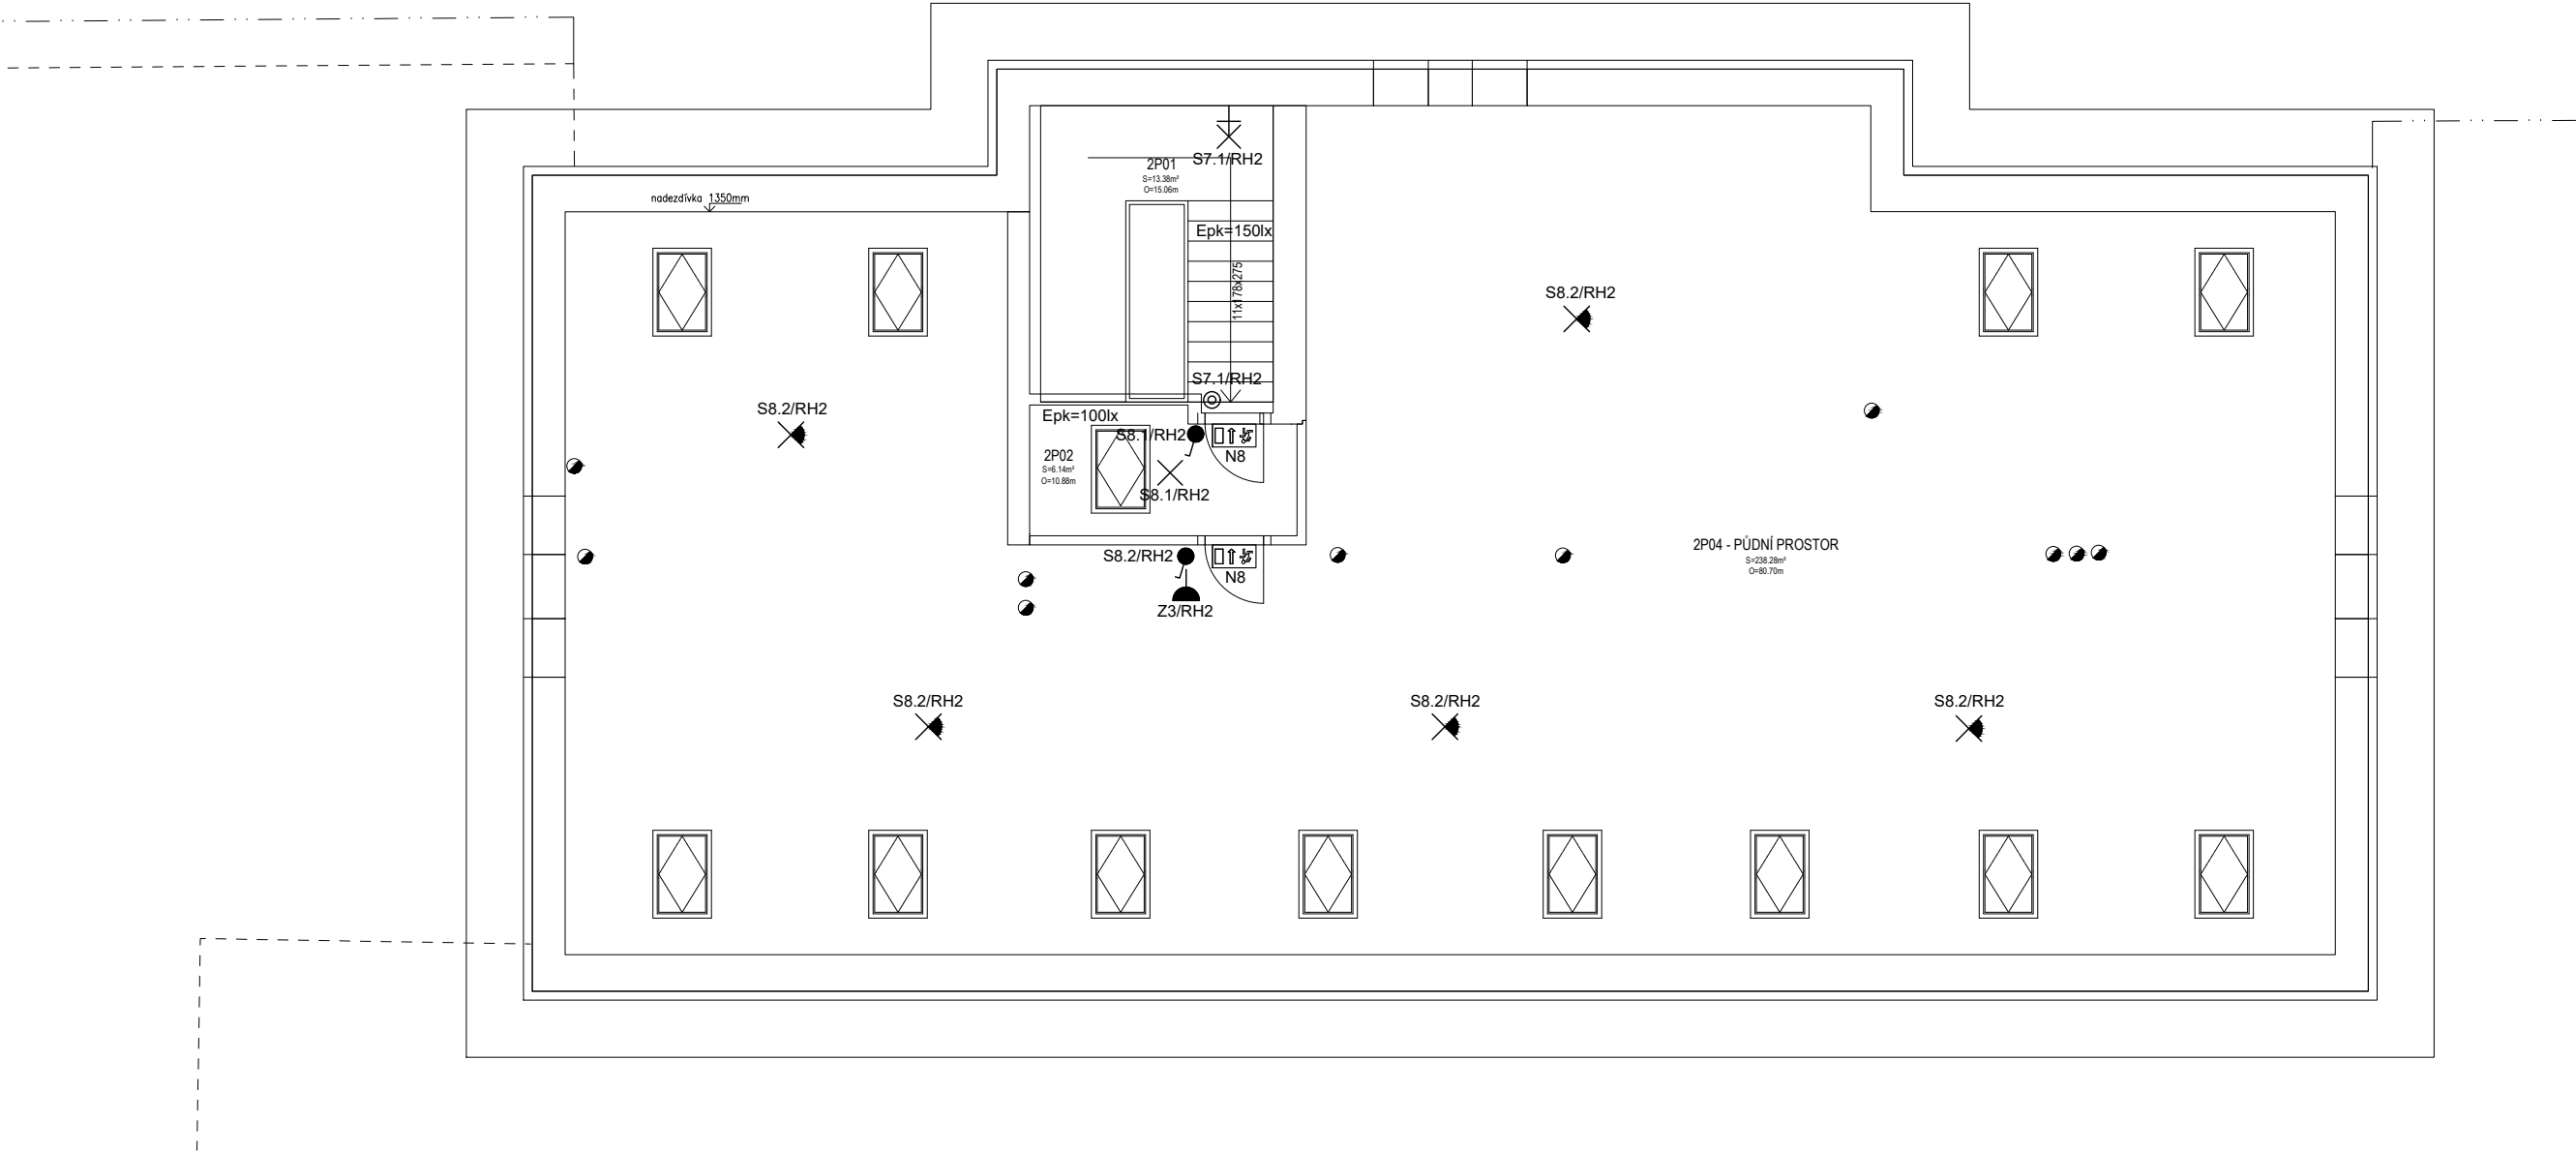 S7.1/RH2
2P01
S=13.38m²
O=15.06m
nadezdívka 1350mm
Epk=150lx
11x178x275
S8.2/RH2
S7.1/RH2
S8.2/RH2
Epk=100lx
S8.1/RH2
2P02
S=6.14m²
O=10.88m
N8
S8.1/RH2
2P04 - PŮDNÍ PROSTOR
S=238.28m²
O=80.70m
S8.2/RH2
N8
Z3/RH2
S8.2/RH2
S8.2/RH2
S8.2/RH2